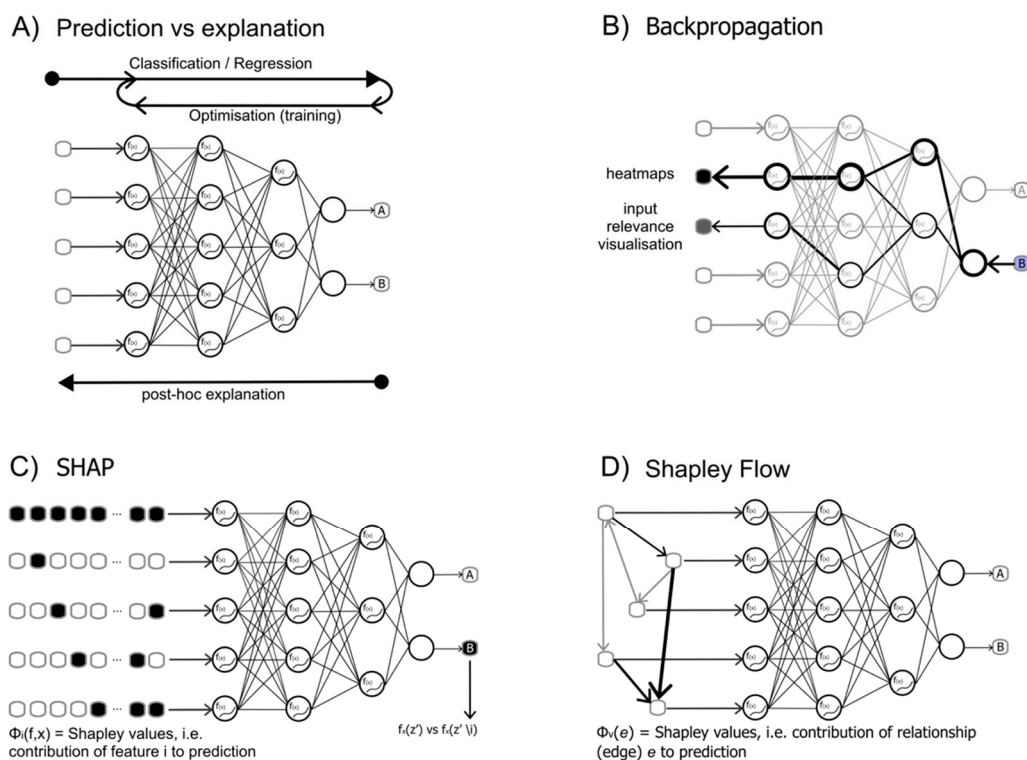 A) Prediction vs explanation
Classification / Regression
Optimisation (training)
f(x) f(x)
f(x)
f(x) f(x)
A
f(x) f(x) f(x)
B
f(x) f(x)
f(x)
f(x) f(x)
post-hoc explanation
B) Backpropagation
f(x) f(x)
f(x)
heatmaps
f(x) f(x)
A
input
relevance
visualisation
f(x) f(x) f(x)
B
f(x) f(x)
f(x)
f(x) f(x)
C) SHAP
... f(x) f(x)
f(x)
... f(x) f(x)
A
... f(x) f(x) f(x)
B
... f(x) f(x)
f(x)
... f(x) f(x)
Φᵢ(f,x) = Shapley values, i.e.
contribution of feature i to prediction
fₓ(z') vs fₓ(z' \i)
D) Shapley Flow
f(x) f(x)
f(x)
f(x) f(x)
A
f(x) f(x) f(x)
B
f(x) f(x)
f(x)
f(x) f(x)
Φᵥ(e) = Shapley values, i.e. contribution of relationship
(edge) e to prediction